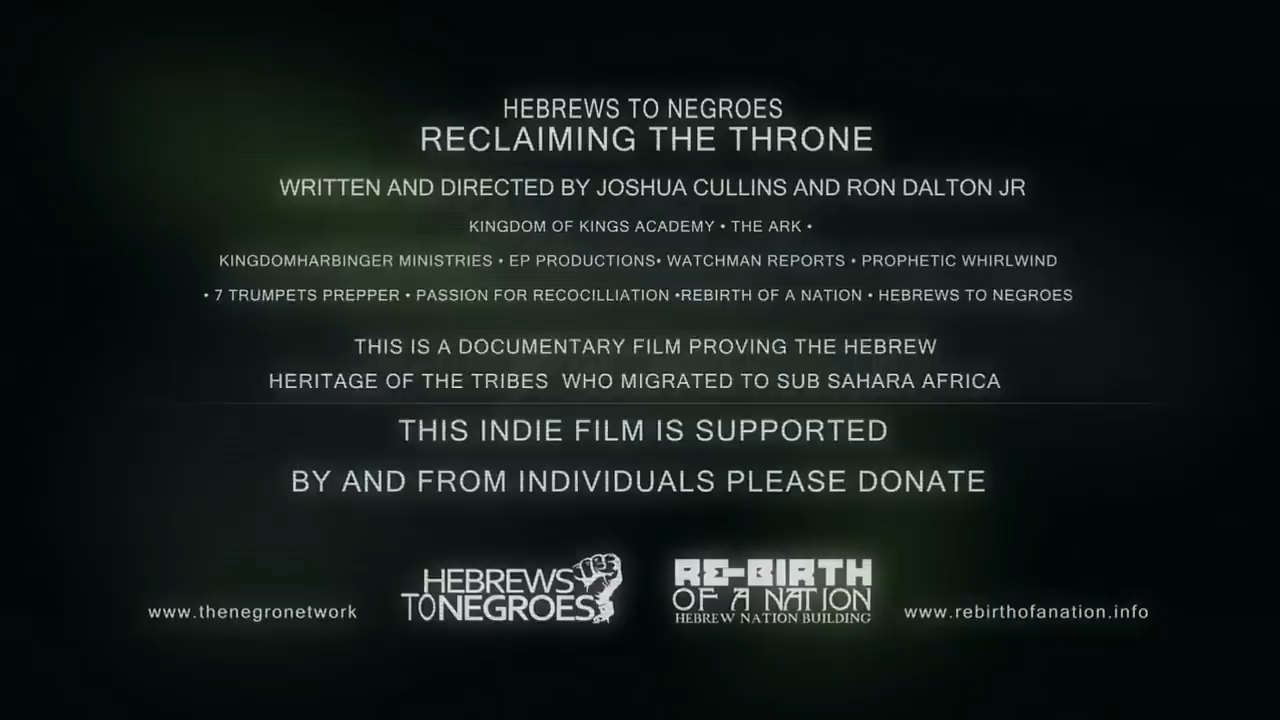 HEBREWS TO NEGROES
RECLAIMING THE THRONE
WRITTEN AND DIRECTED BY JOSHUA CULLINS AND RON DALTON JR
KINGDOM OF KINGS ACADEMY • THE ARK •
KINGDOMHARBINGER MINISTRIES • EP PRODUCTIONS• WATCHMAN REPORTS • PROPHETIC WHIRLWIND
• 7 TRUMPETS PREPPER • PASSION FOR RECOCILLIATION •REBIRTH OF A NATION • HEBREWS TO NEGROES
THIS IS A DOCUMENTARY FILM PROVING THE HEBREW
HERITAGE OF THE TRIBES WHO MIGRATED TO SUB SAHARA AFRICA
THIS INDIE FILM IS SUPPORTED
BY AND FROM INDIVIDUALS PLEASE DONATE
www.thenegronetwork
HEBREWS
TO NEGROES
RE-BIRTH
OF A NATION
HEBREW NATION BUILDING
www.rebirthofanation.info